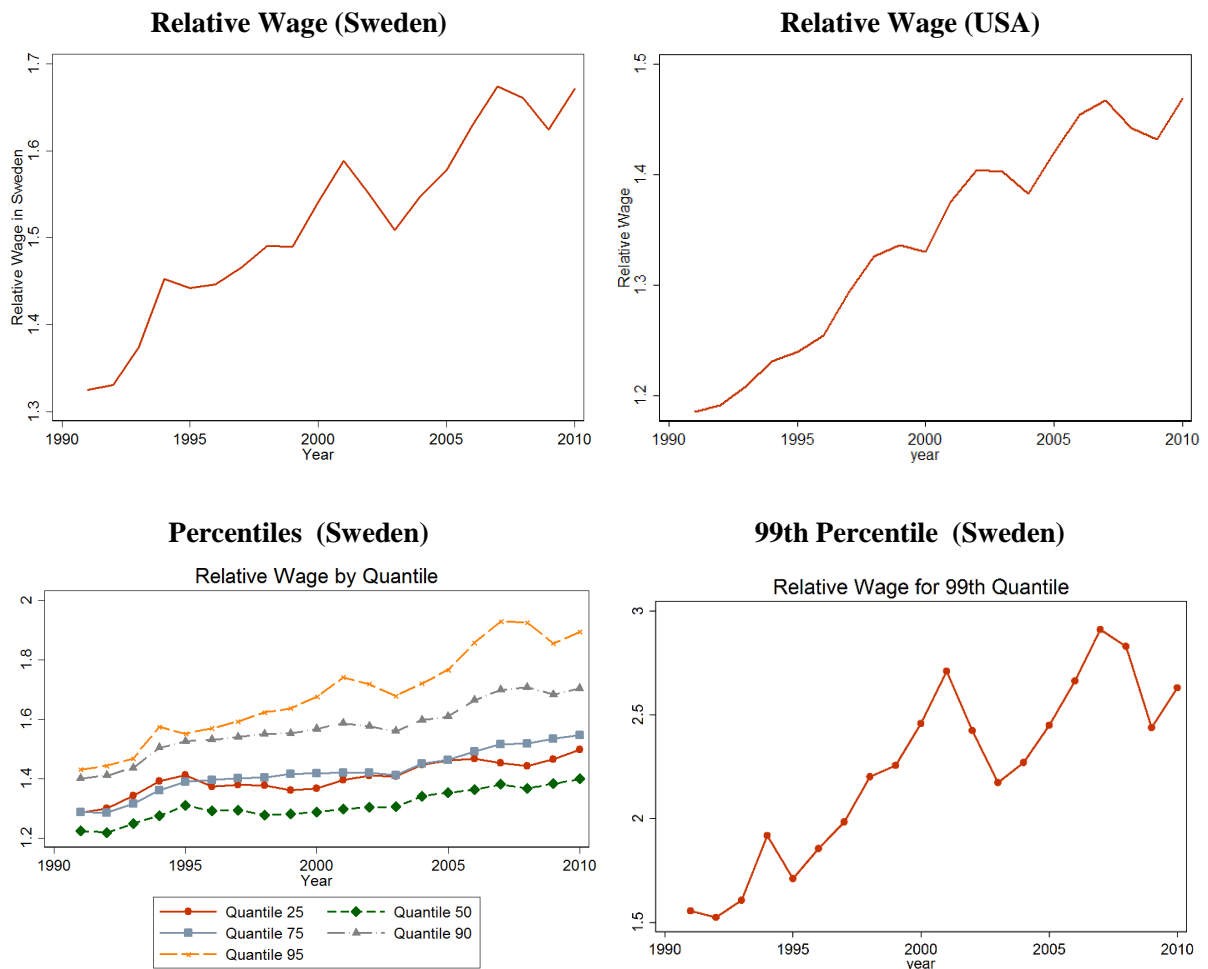 Relative Wage (Sweden)
Relative Wage in Sweden
1.7
1.6
1.5
1.4
1.3
1990 1995 2000 2005 2010
Year
Relative Wage (USA)
Relative Wage
1.5
1.4
1.3
1.2
1990 1995 2000 2005 2010
year
Percentiles (Sweden)
Relative Wage by Quantile
2
1.8
1.6
1.4
1.2
1990 1995 2000 2005 2010
Year
Quantile 25 Quantile 50
Quantile 75 Quantile 90
Quantile 95
99th Percentile (Sweden)
Relative Wage for 99th Quantile
3
2.5
2
1.5
1990 1995 2000 2005 2010
year